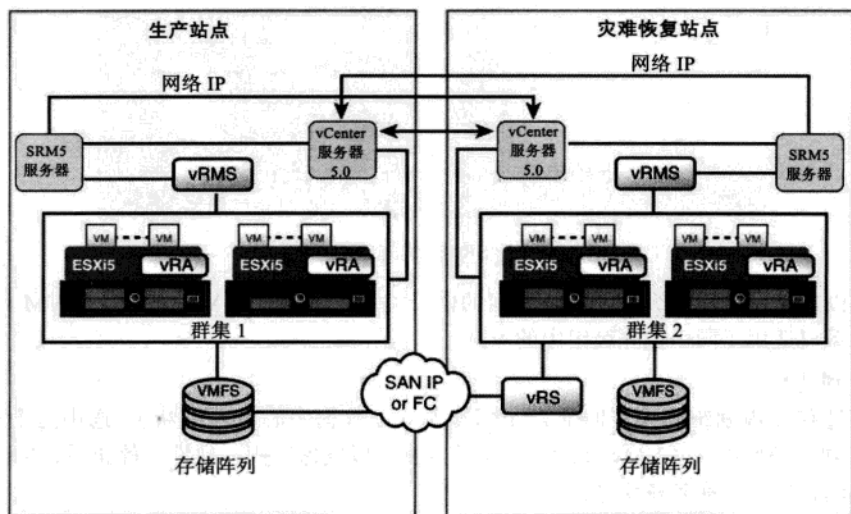 生产站点
灾难恢复站点
网络 IP
网络 IP
SRM5
服务器
vCenter
服务器
5.0
vCenter
服务器
5.0
SRM5
服务器
vRMS
vRMS
VM
VM
VM
VM
VM
VM
VM
VM
ESXi5
vRA
ESXi5
vRA
ESXi5
vRA
ESXi5
vRA
群集 1
群集 2
VMFS
SAN IP
or FC
vRS
VMFS
存储阵列
存储阵列